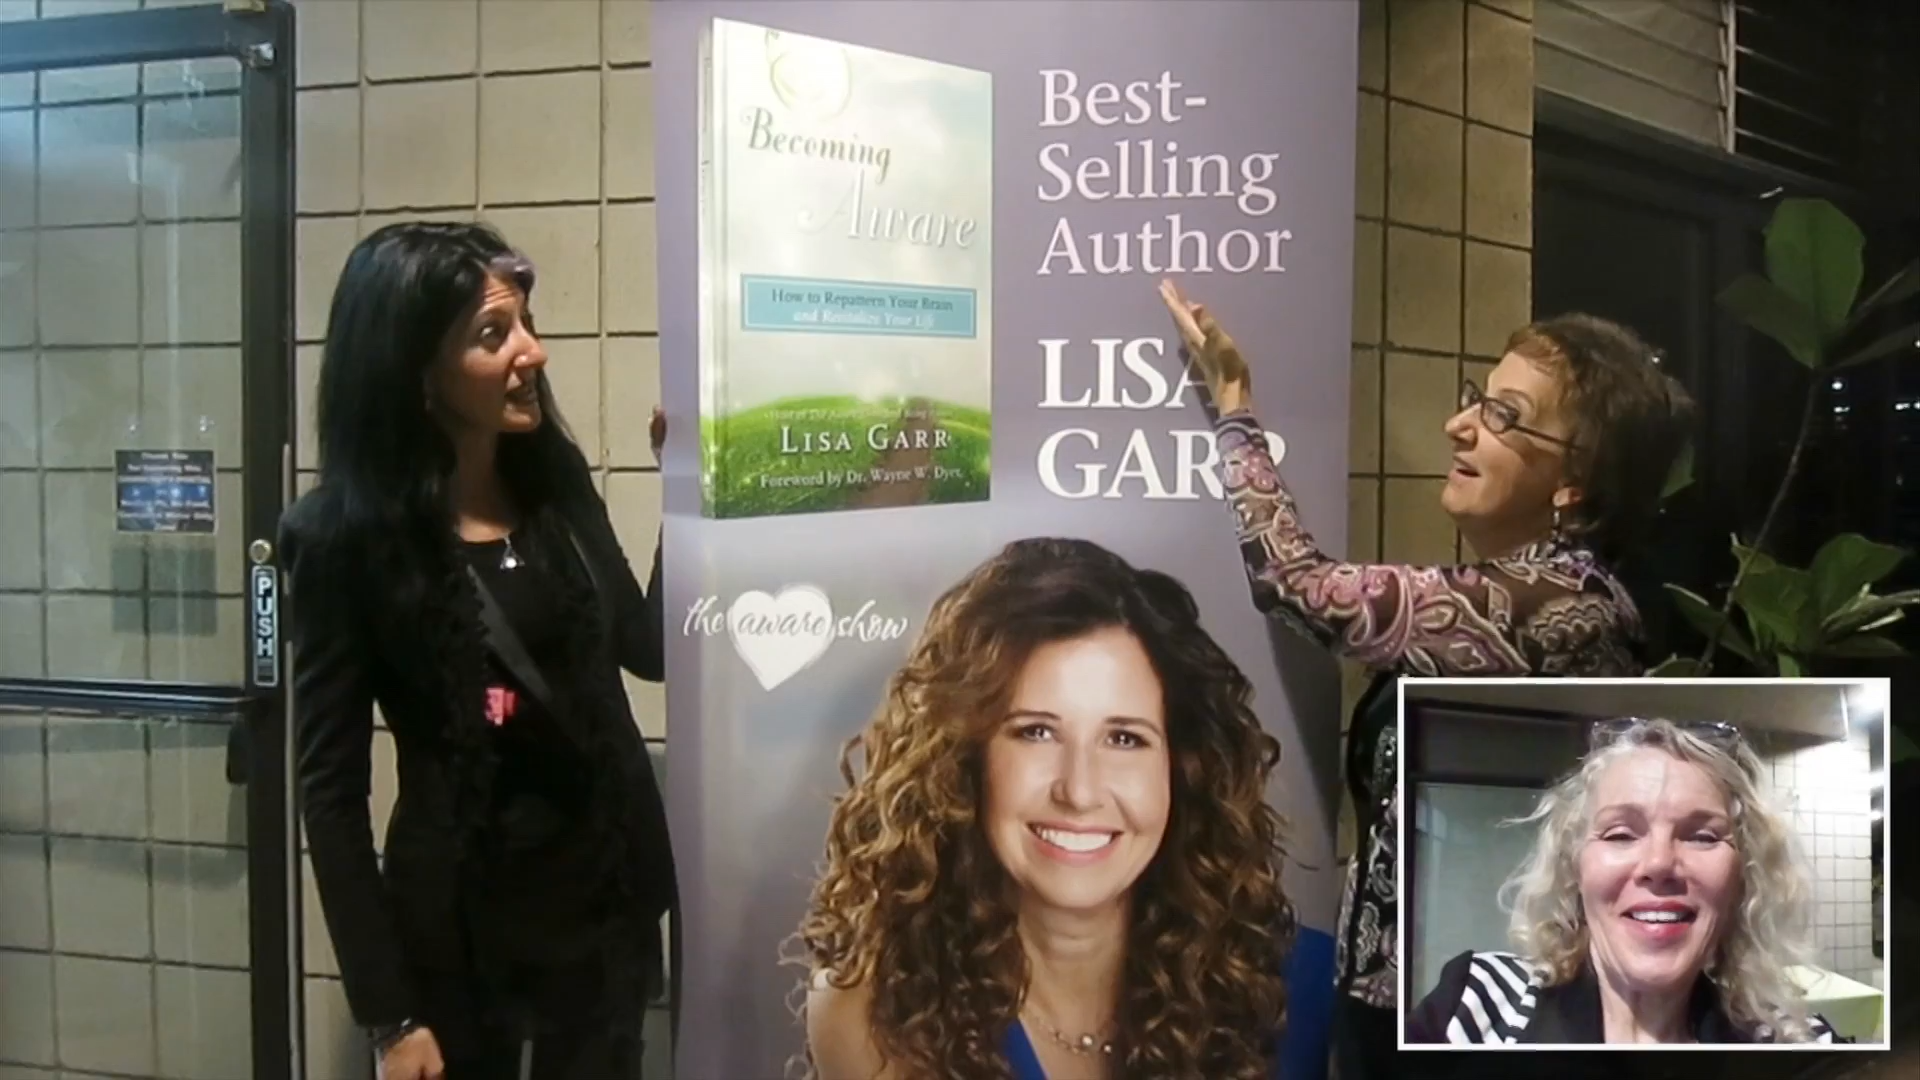 Becoming
Aware
How to Repattern Your Brain
and Revitalize Your Life
LISA GARR
Foreword by Dr. Wayne W. Dyer
Best-
Selling
Author
LISA
GARR
the aware show
PUSH